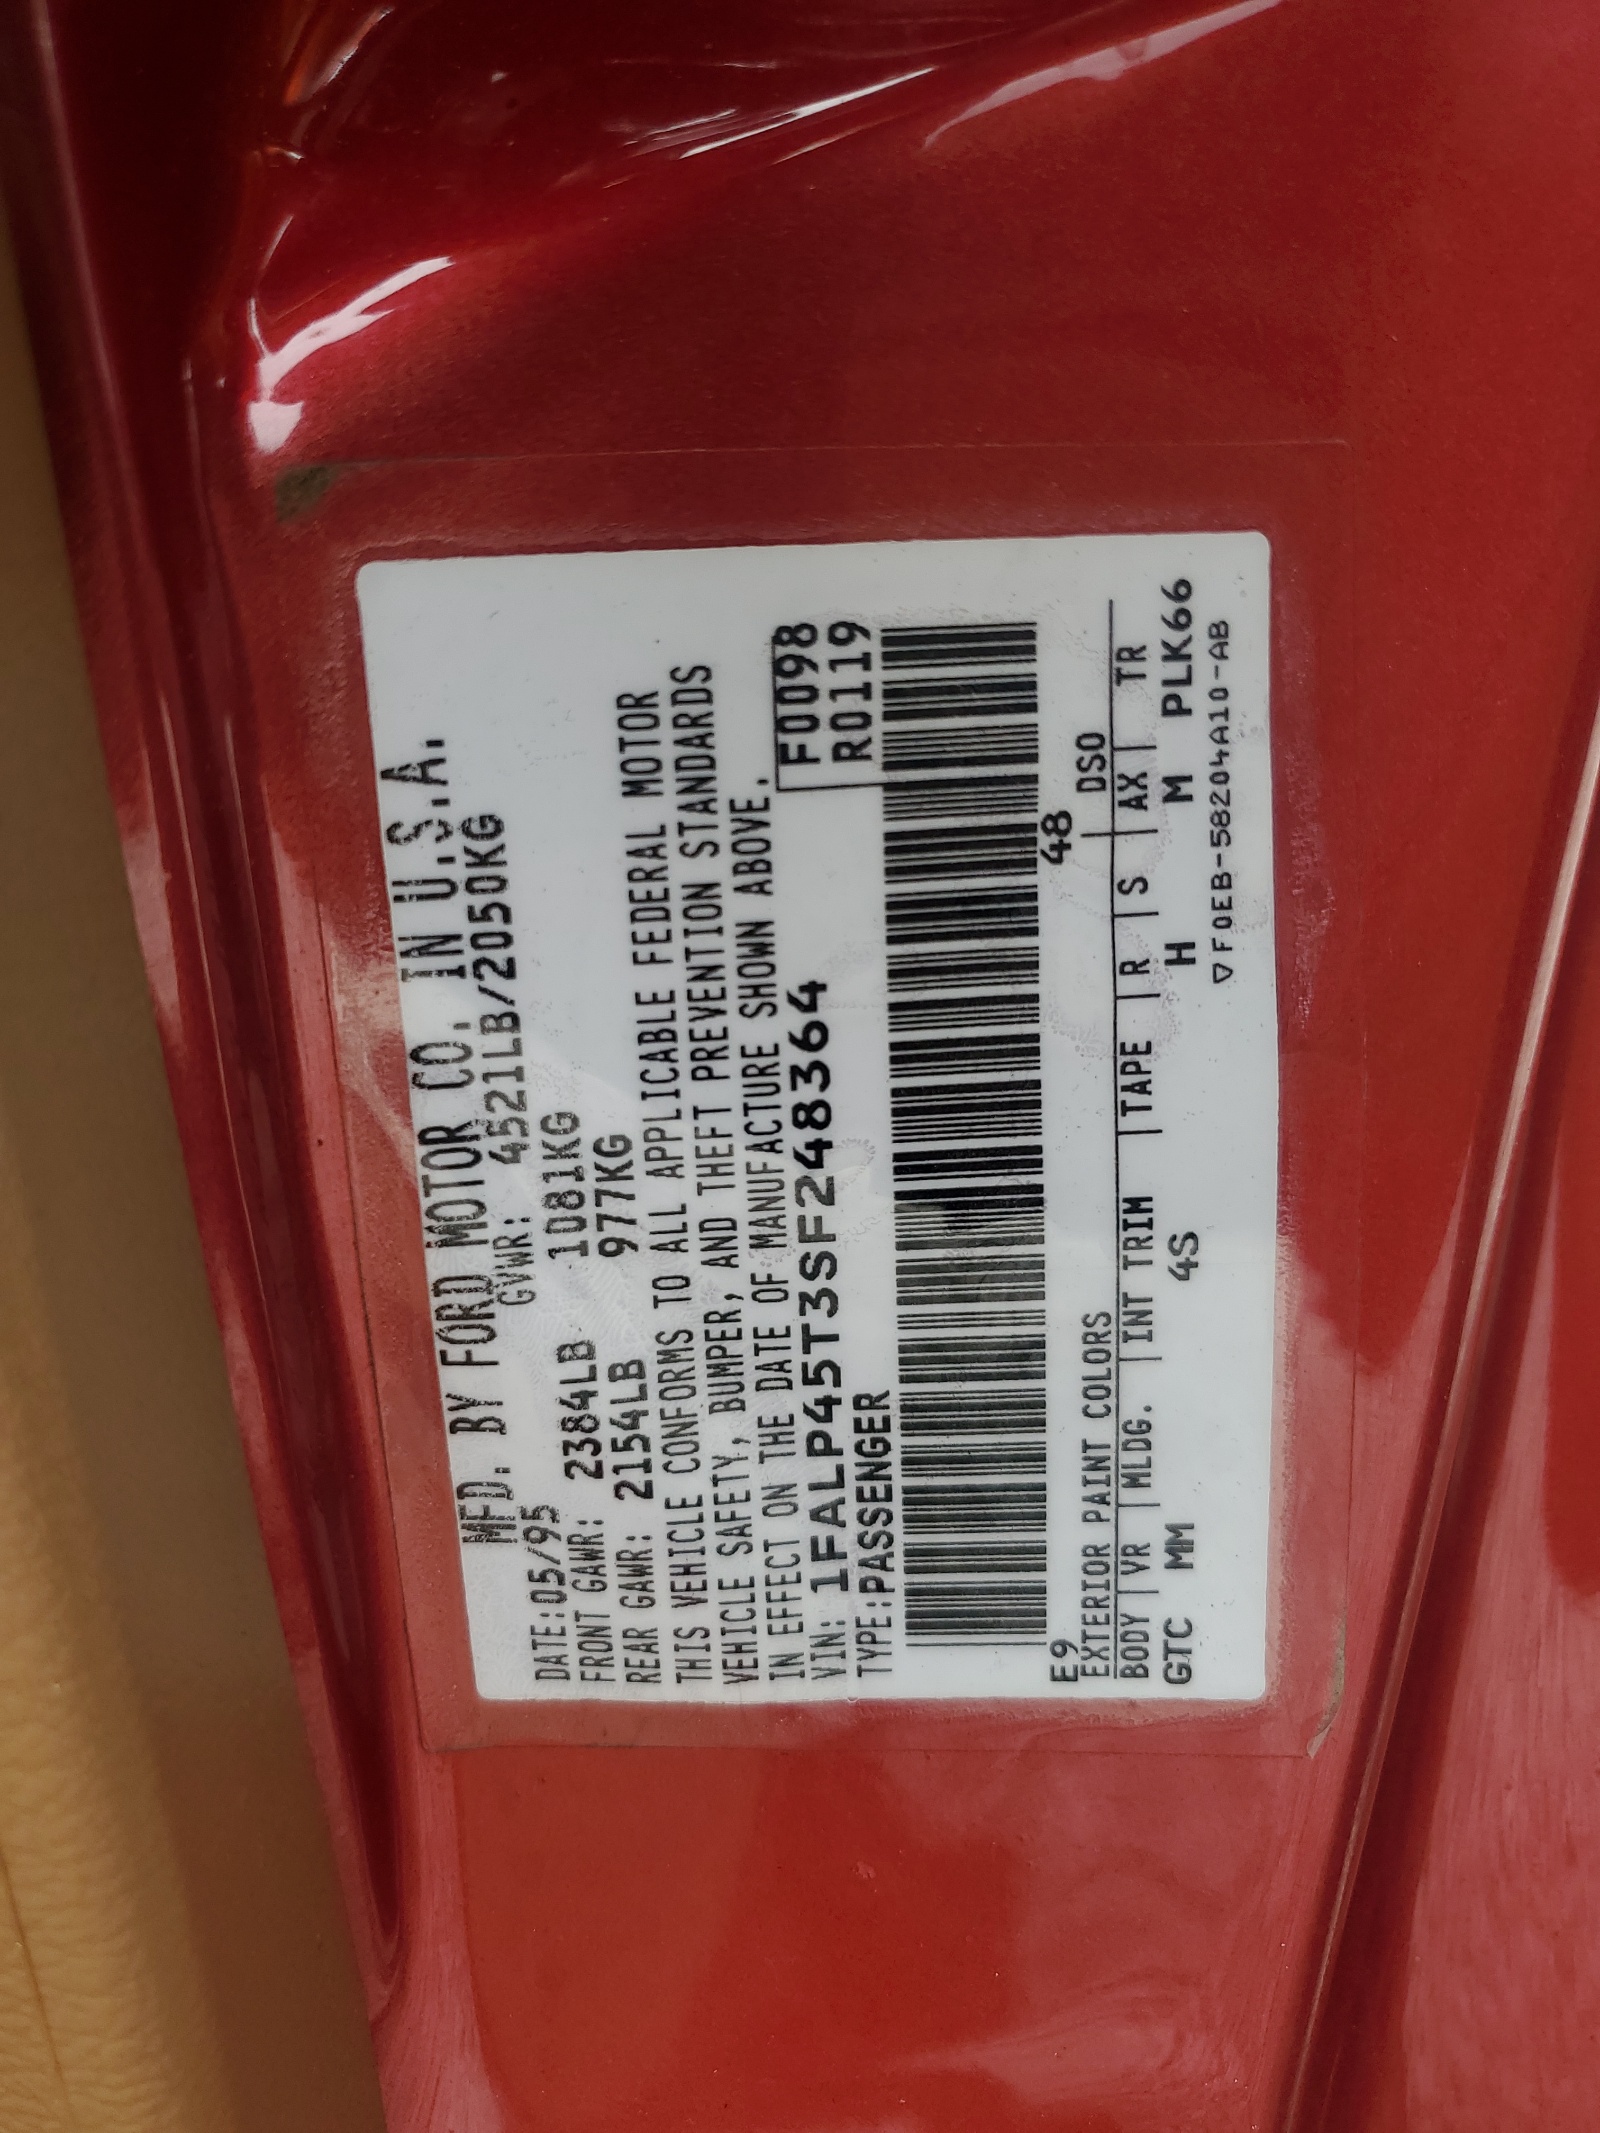 MFD. BY FORD MOTOR CO. IN U.S.A.
DATE:05/95 GVWR: 4521LB/2050KG
FRONT GAWR: 2384LB 1081KG
REAR GAWR: 2154LB 977KG
THIS VEHICLE CONFORMS TO ALL APPLICABLE FEDERAL MOTOR
VEHICLE SAFETY, BUMPER, AND THEFT PREVENTION STANDARDS
IN EFFECT ON THE DATE OF MANUFACTURE SHOWN ABOVE.
VIN: 1FALP45T3SF248364 F0098
TYPE:PASSENGER R0119
E9 48
EXTERIOR PAINT COLORS DSO
BODY VR MLDG. INT TRIM TAPE R S AX TR
GTC MM 4S H M PLK66
▽F0EB-58204A10-AB